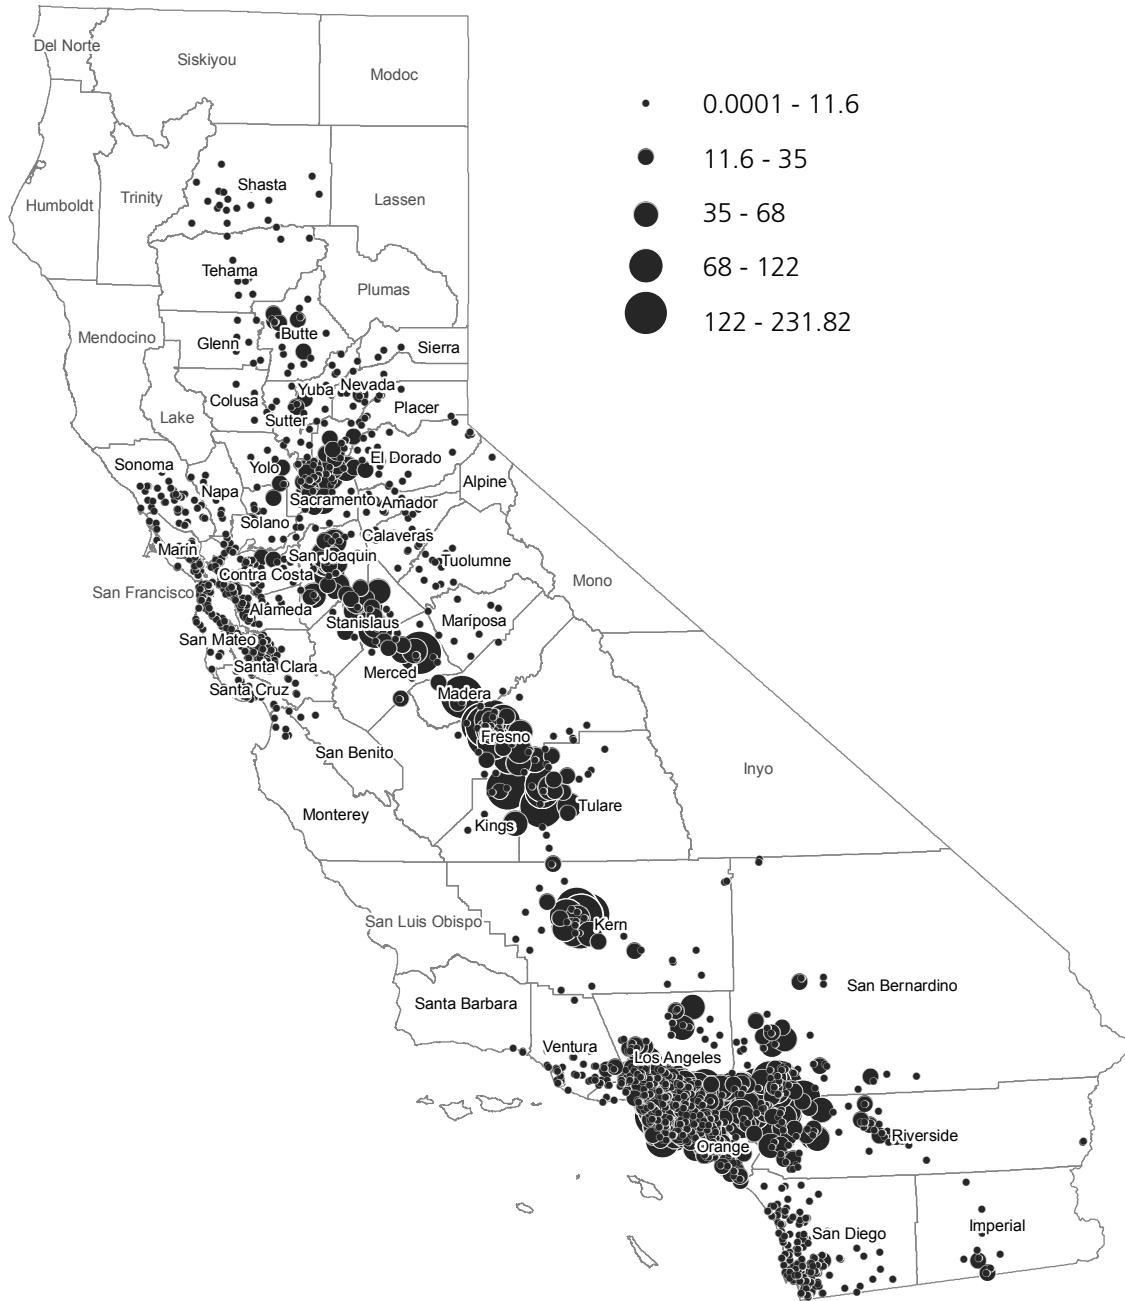 Del Norte
Siskiyou
Modoc
0.0001 - 11.6
11.6 - 35
35 - 68
68 - 122
122 - 231.82
Humboldt
Trinity
Shasta
Lassen
Tehama
Plumas
Mendocino
Glenn
Butte
Sierra
Colusa
Yuba
Nevada
Lake
Sutter
Placer
Sonoma
Napa
Yolo
El Dorado
Alpine
Sacramento
Amador
Solano
Marin
Calaveras
San Joaquin
Contra Costa
Tuolumne
Mono
San Francisco
Alameda
Stanislaus
Mariposa
San Mateo
Santa Clara
Merced
Santa Cruz
Madera
Fresno
San Benito
Inyo
Monterey
Kings
Tulare
San Luis Obispo
Kern
Santa Barbara
San Bernardino
Ventura
Los Angeles
Orange
Riverside
San Diego
Imperial